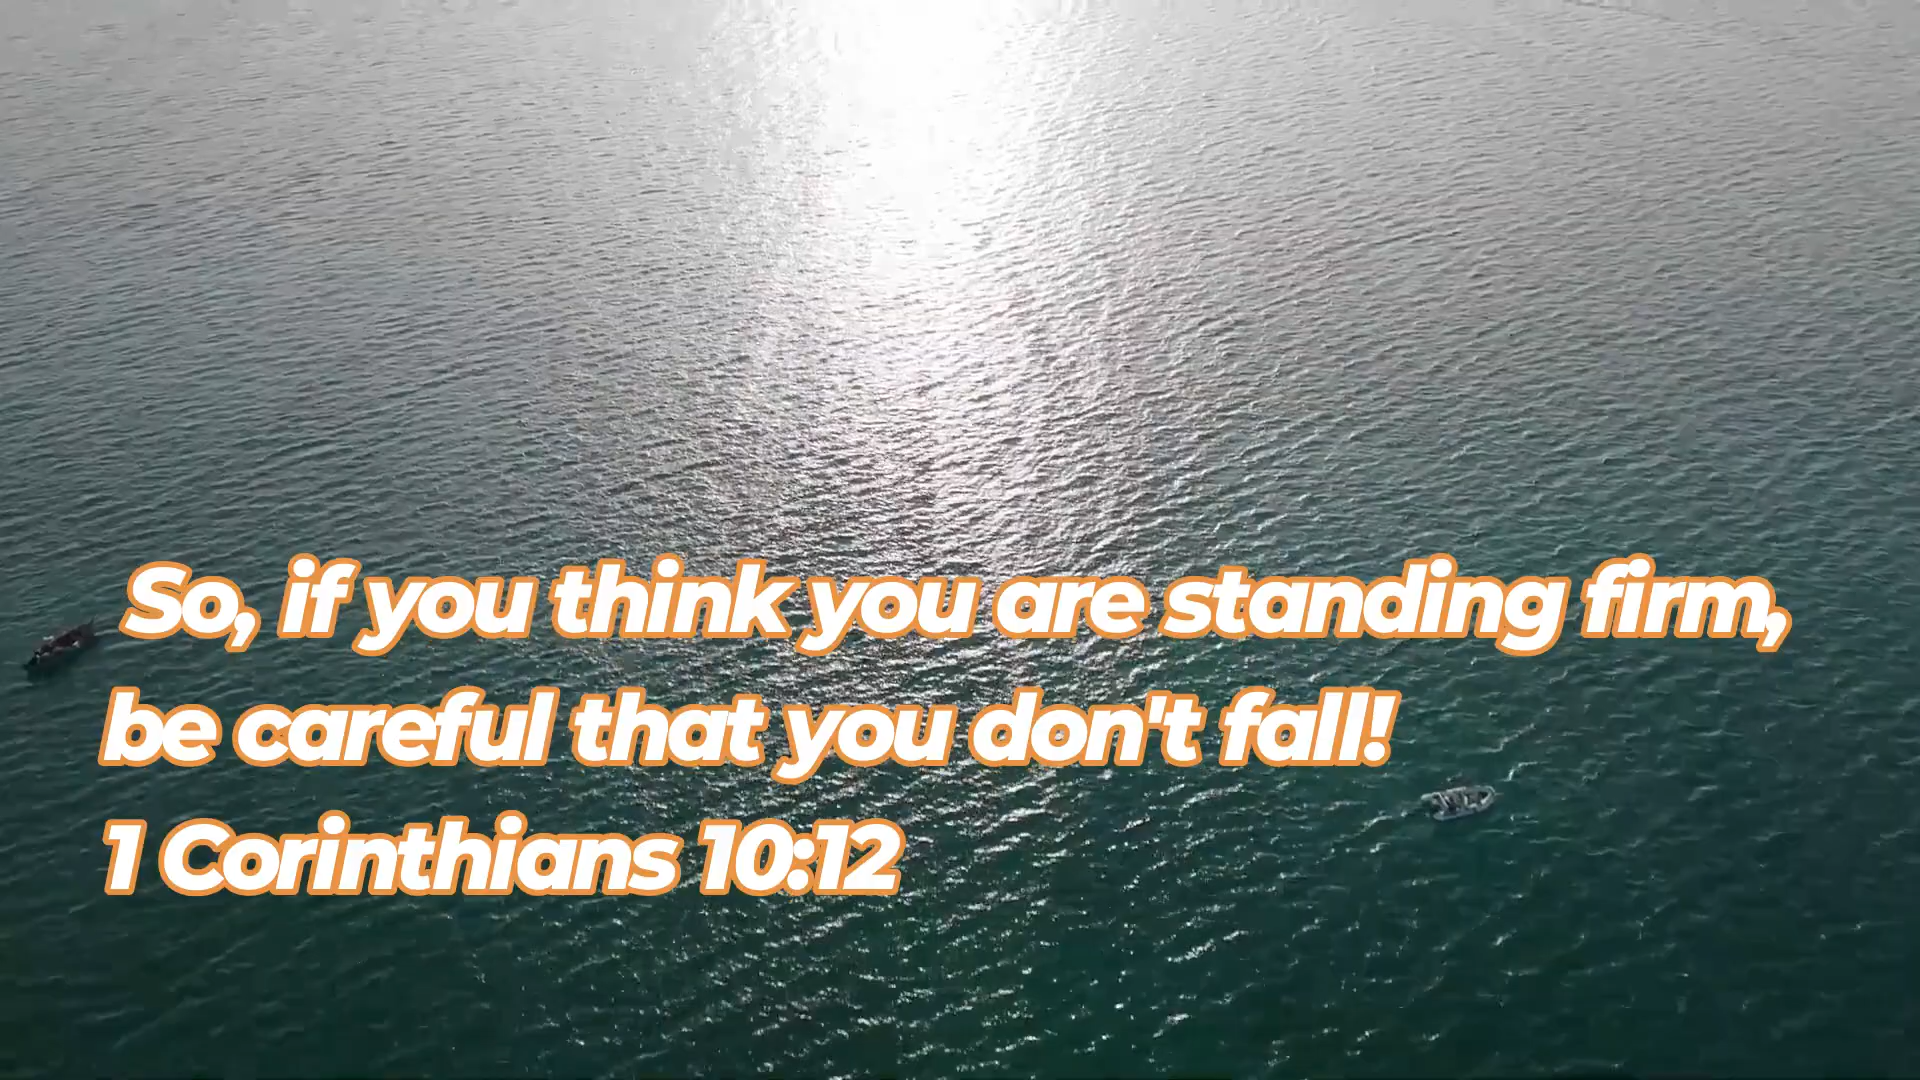 So, if you think you are standing firm,
be careful that you don't fall!
1 Corinthians 10:12